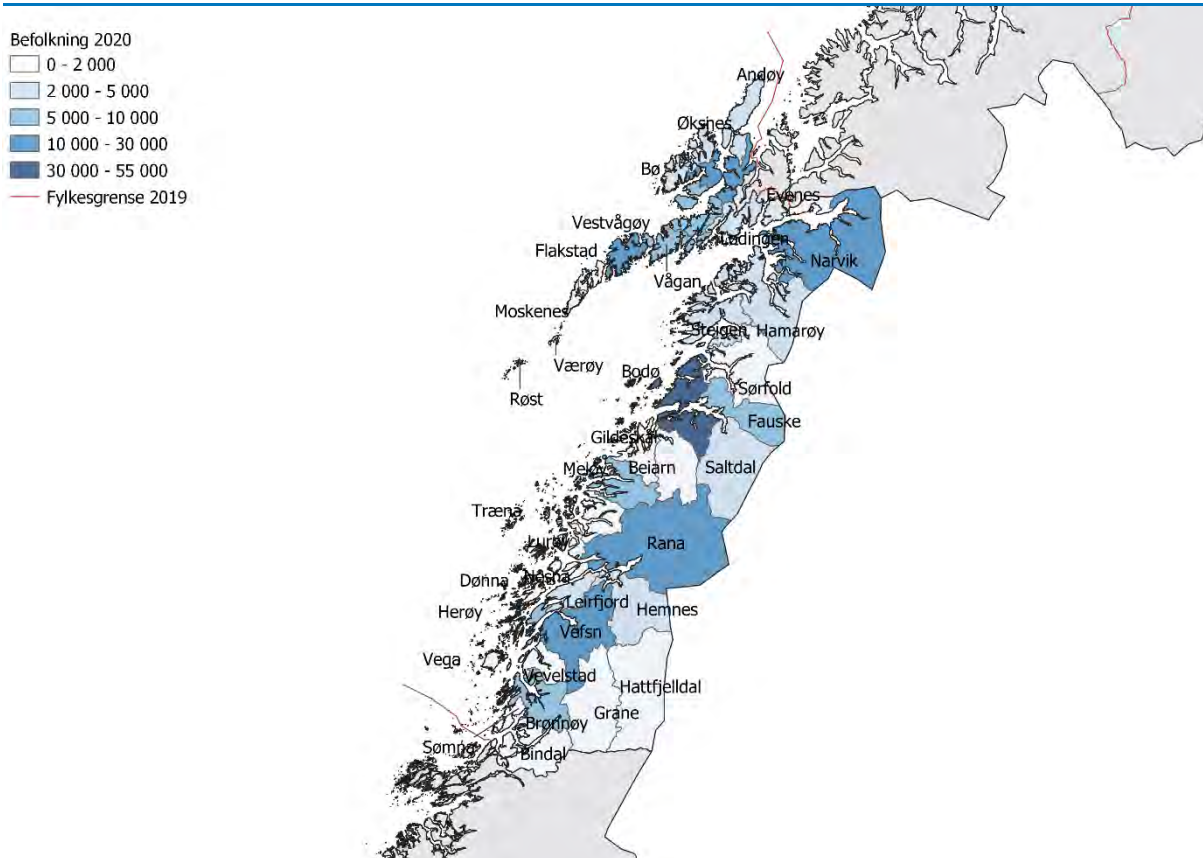 Befolkning 2020
0 - 2 000
2 000 - 5 000
5 000 - 10 000
10 000 - 30 000
30 000 - 55 000
Fylkesgrense 2019
Andøy
Øksnes
Bø
Evenes
Vestvågøy
Lødingen
Flakstad
Narvik
Vågan
Moskenes
Steigen
Hamarøy
Værøy
Bodø
Sørfold
Røst
Fauske
Gildeskål
Meløy
Beiarn
Saltdal
Træna
Lurøy
Rana
Nesna
Dønna
Leirfjord
Hemnes
Herøy
Vefsn
Vega
Vevelstad
Hattfjelldal
Grane
Brønnøy
Sømna
Bindal